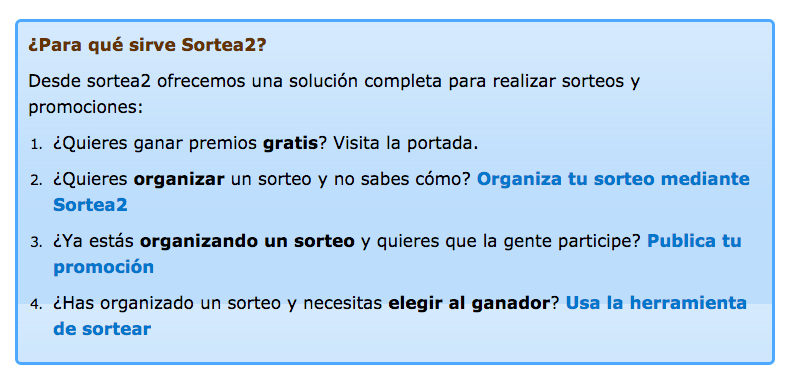 ¿Para qué sirve Sortea2?
Desde sortea2 ofrecemos una solución completa para realizar sorteos y
promociones:
1. ¿Quieres ganar premios gratis? Visita la portada.
2. ¿Quieres organizar un sorteo y no sabes cómo? Organiza tu sorteo mediante
Sortea2
3. ¿Ya estás organizando un sorteo y quieres que la gente participe? Publica tu
promoción
4. ¿Has organizado un sorteo y necesitas elegir al ganador? Usa la herramienta
de sortear